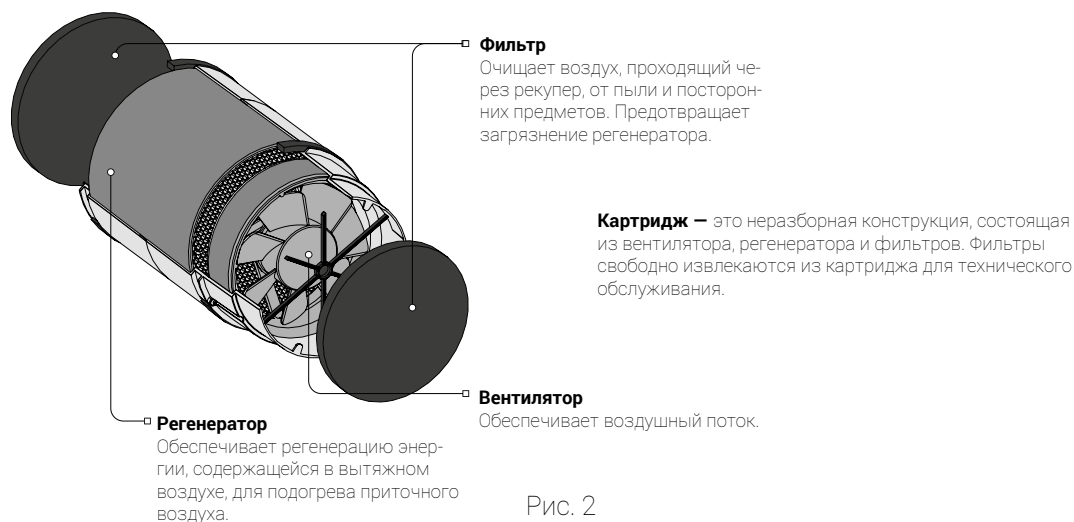 Фильтр
Очищает воздух, проходящий че-
рез рекупер, от пыли и посторон-
них предметов. Предотвращает
загрязнение регенератора.
Картридж — это неразборная конструкция, состоящая
из вентилятора, регенератора и фильтров. Фильтры
свободно извлекаются из картриджа для технического
обслуживания.
Вентилятор
Обеспечивает воздушный поток.
Регенератор
Обеспечивает регенерацию энер-
гии, содержащейся в вытяжном
воздухе, для подогрева приточного
воздуха.
Рис. 2